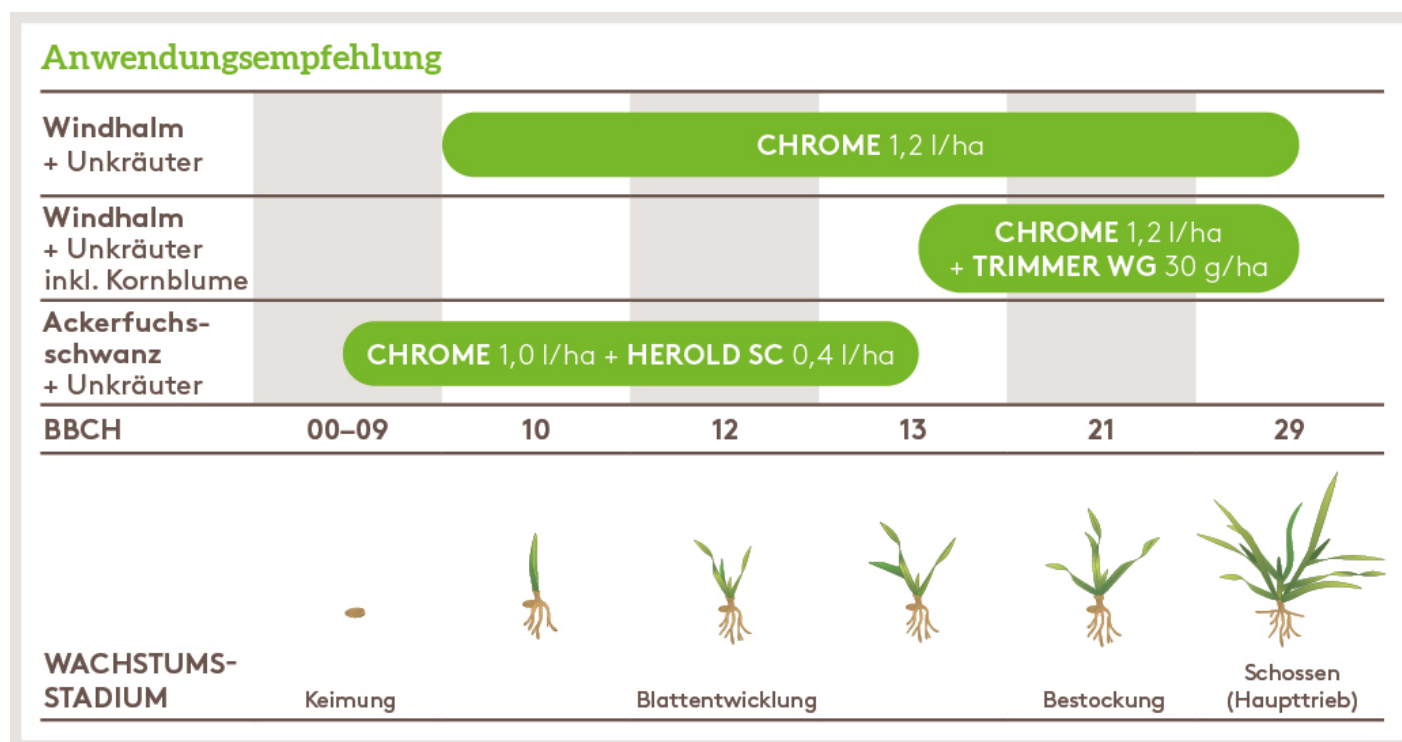 Anwendungsempfehlung
Windhalm
+ Unkräuter
CHROME 1,2 l/ha
Windhalm
+ Unkräuter
inkl. Kornblume
CHROME 1,2 l/ha
+ TRIMMER WG 30 g/ha
Ackerfuchs-
schwanz
+ Unkräuter
CHROME 1,0 l/ha + HEROLD SC 0,4 l/ha
BBCH 00–09 10 12 13 21 29
WACHSTUMS-
STADIUM
Keimung
Blattentwicklung
Bestockung
Schossen
(Haupttrieb)